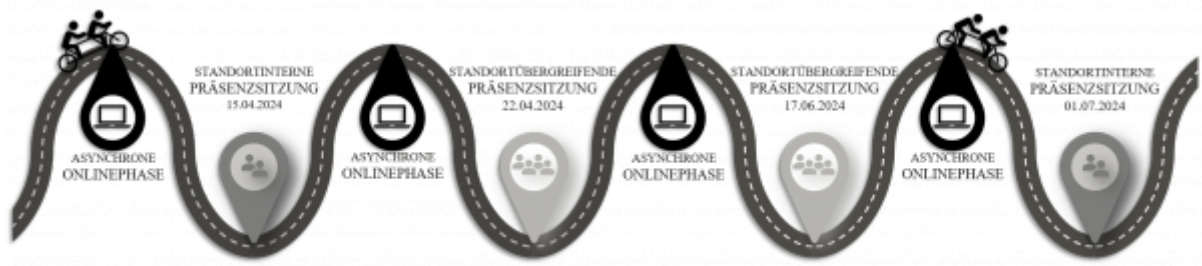 ASYNCHRONE
ONLINEPHASE
STANDORTINTERNE
PRÄSENZSITZUNG
15.04.2024
ASYNCHRONE
ONLINEPHASE
STANDORTÜBERGREIFENDE
PRÄSENZSITZUNG
22.04.2024
ASYNCHRONE
ONLINEPHASE
STANDORTÜBERGREIFENDE
PRÄSENZSITZUNG
17.06.2024
ASYNCHRONE
ONLINEPHASE
STANDORTINTERNE
PRÄSENZSITZUNG
01.07.2024